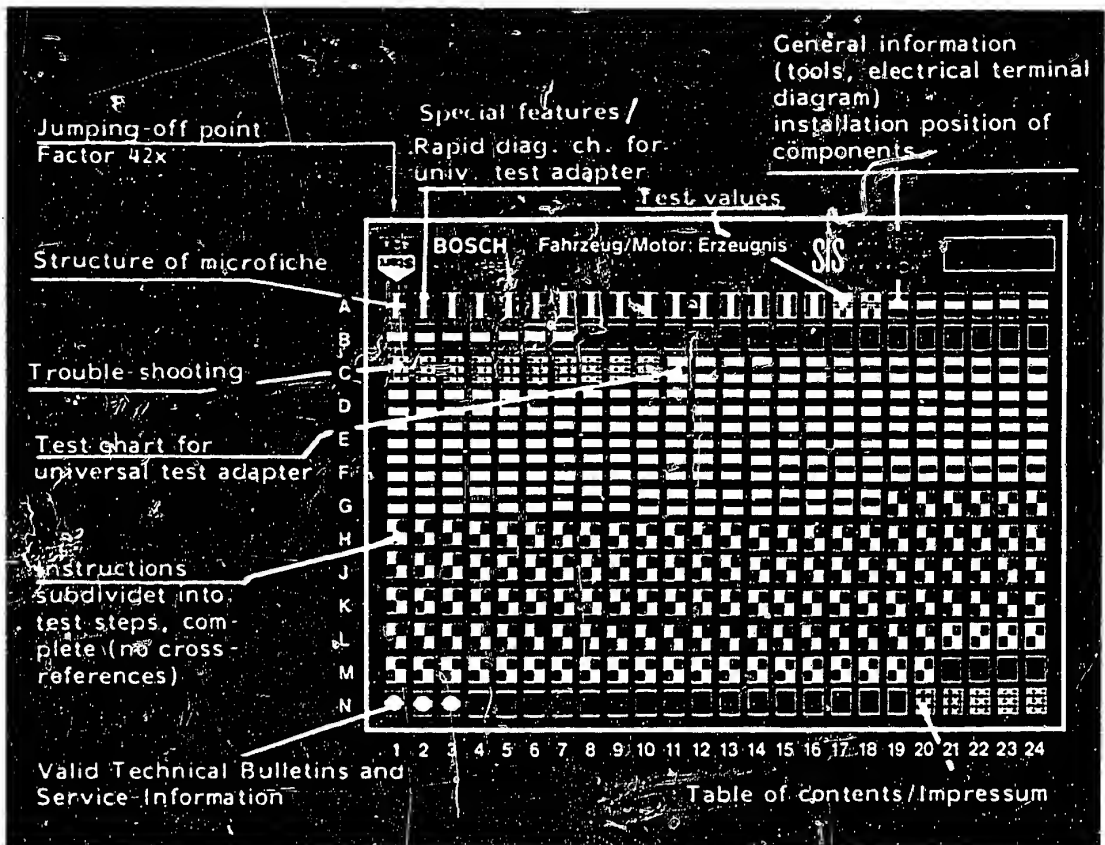 General information
(tools, electrical terminal
diagram)
installation position of
components
Special features /
Rapid diag. ch. for
univ. test adapter
Jumping-off point
Factor 42x
Test values
BOSCH Fahrzeug/Motor: Erzeugnis SIS
Structure of microfiche
A
B
Trouble-shooting
C
D
Test chart for
universal test adapter
E
F
G
H
Instructions
subdividet into
test steps, com-
plete (no cross-
references)
J
K
L
M
N
1 2 3 4 5 6 7 8 9 10 11 12 13 14 15 16 17 18 19 20 21 22 23 24
Valid Technical Bulletins and
Service-Information
Table of contents/Impressum